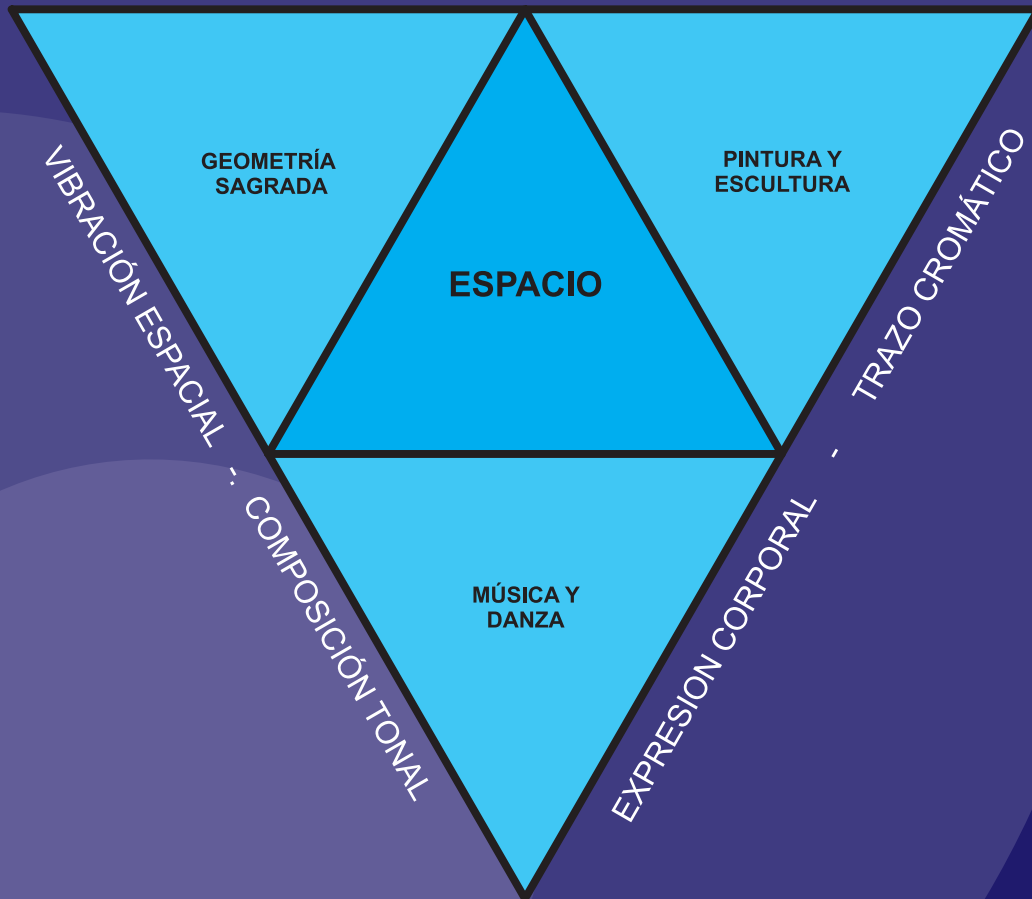 GEOMETRÍA
SAGRADA
PINTURA Y
ESCULTURA
ESPACIO
MÚSICA Y
DANZA
VIBRACIÓN ESPACIAL -. COMPOSICIÓN TONAL
EXPRESION CORPORAL - TRAZO CROMÁTICO